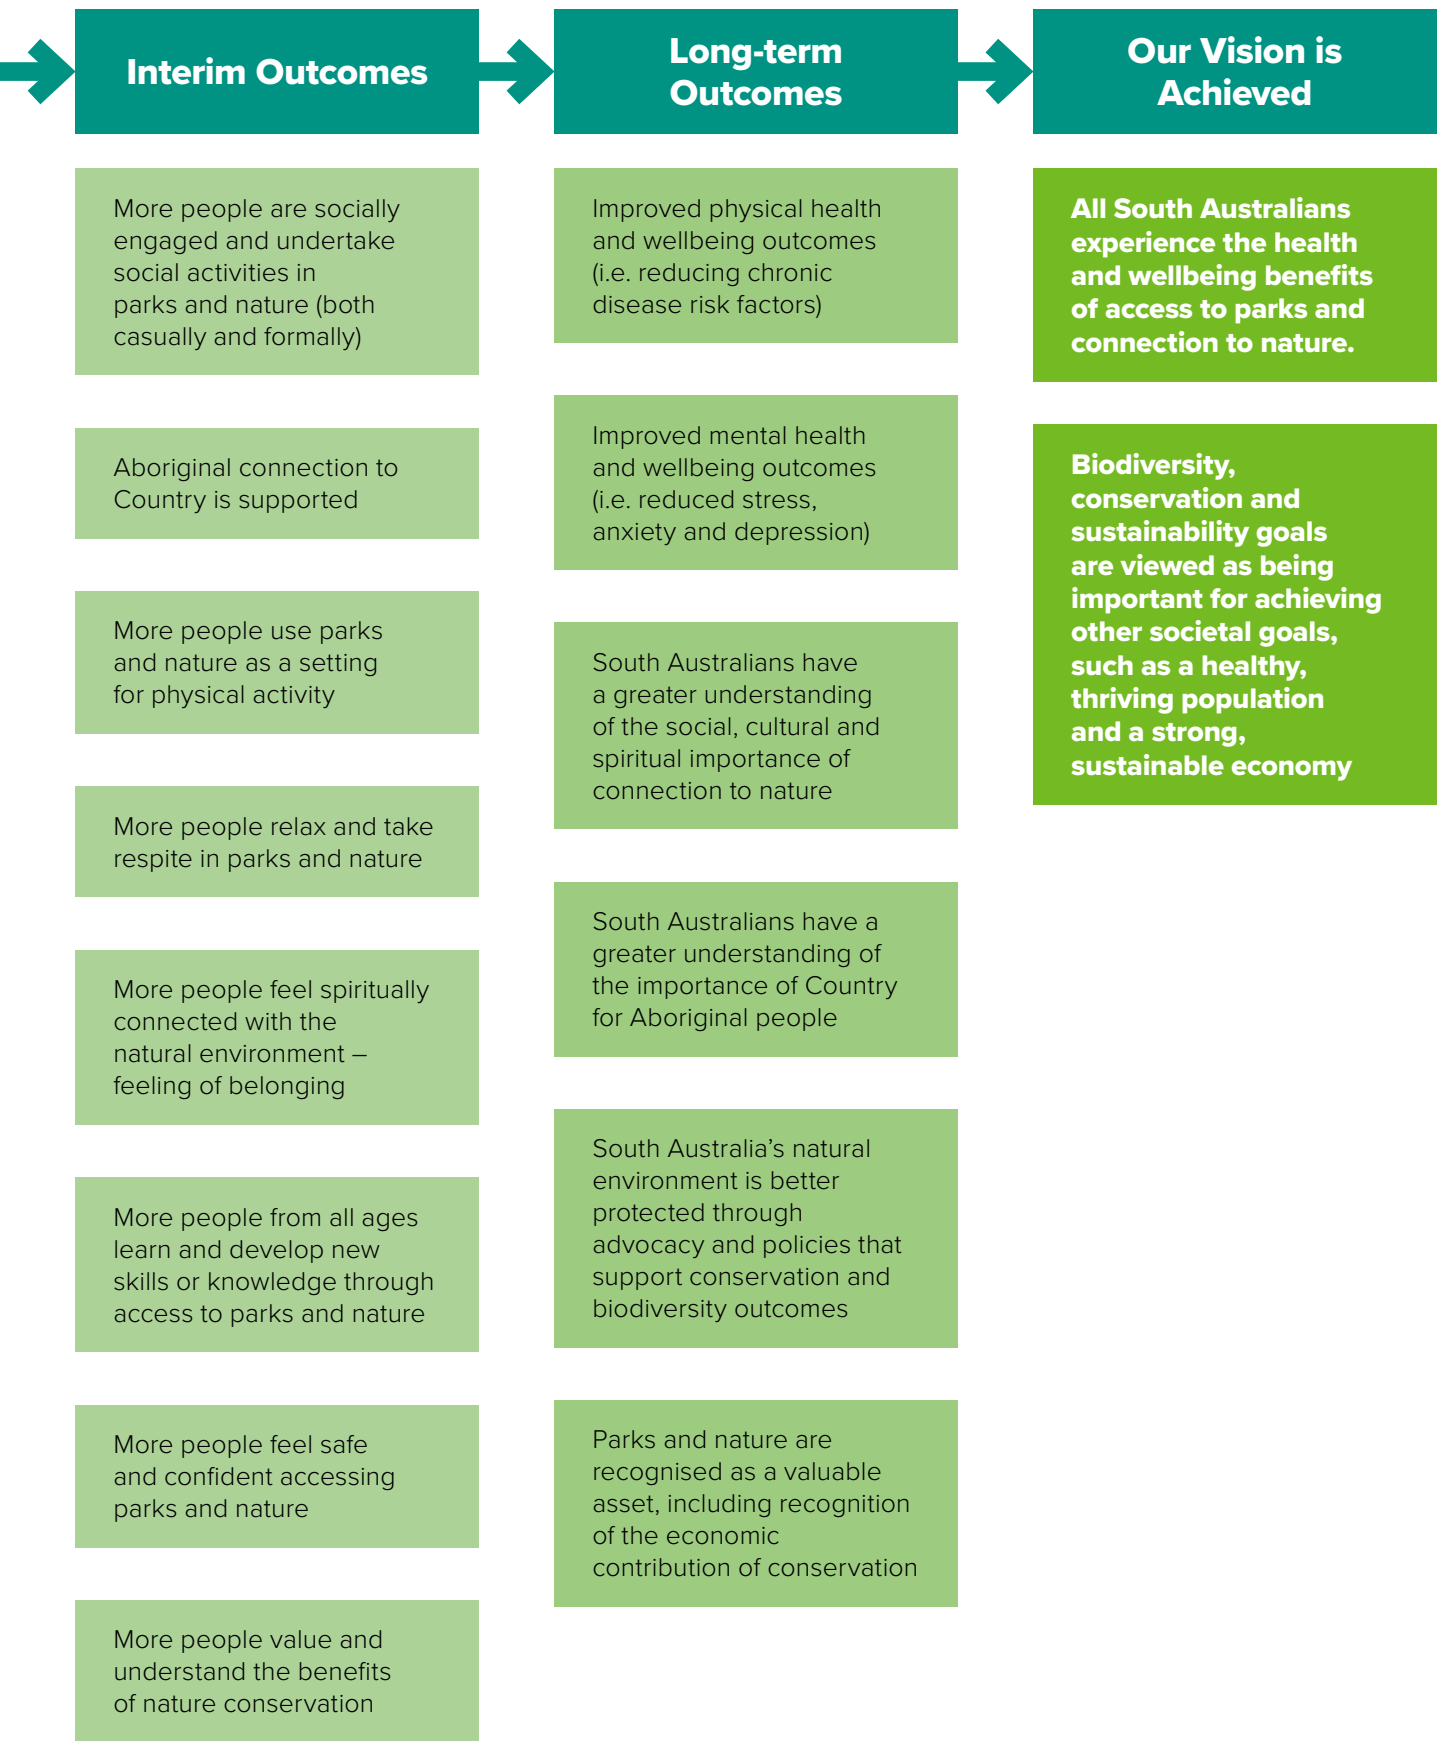 Interim Outcomes
More people are socially
engaged and undertake
social activities in
parks and nature (both
casually and formally)
Aboriginal connection to
Country is supported
More people use parks
and nature as a setting
for physical activity
More people relax and take
respite in parks and nature
More people feel spiritually
connected with the
natural environment –
feeling of belonging
More people from all ages
learn and develop new
skills or knowledge through
access to parks and nature
More people feel safe
and confident accessing
parks and nature
More people value and
understand the benefits
of nature conservation
Long-term
Outcomes
Improved physical health
and wellbeing outcomes
(i.e. reducing chronic
disease risk factors)
Improved mental health
and wellbeing outcomes
(i.e. reduced stress,
anxiety and depression)
South Australians have
a greater understanding
of the social, cultural and
spiritual importance of
connection to nature
South Australians have a
greater understanding of
the importance of Country
for Aboriginal people
South Australia’s natural
environment is better
protected through
advocacy and policies that
support conservation and
biodiversity outcomes
Parks and nature are
recognised as a valuable
asset, including recognition
of the economic
contribution of conservation
Our Vision is
Achieved
All South Australians
experience the health
and wellbeing benefits
of access to parks and
connection to nature.
Biodiversity,
conservation and
sustainability goals
are viewed as being
important for achieving
other societal goals,
such as a healthy,
thriving population
and a strong,
sustainable economy